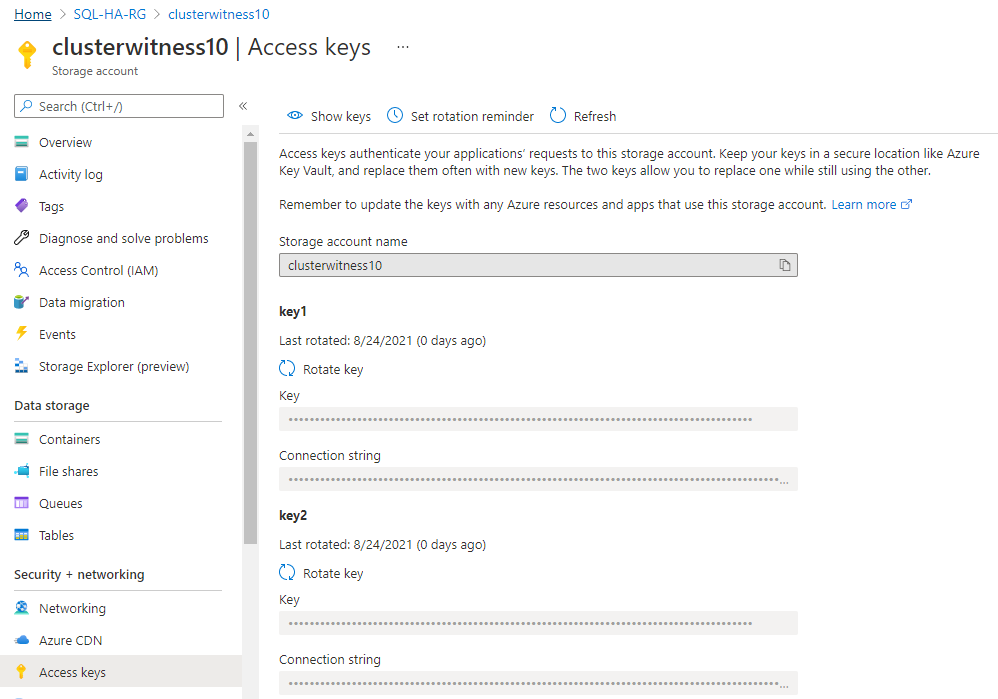 Home > SQL-HA-RG > clusterwitness10
clusterwitness10 | Access keys ...
Storage account
Search (Ctrl+/)
«
Overview
Activity log
Tags
Diagnose and solve problems
Access Control (IAM)
Data migration
Events
Storage Explorer (preview)
Data storage
Containers
File shares
Queues
Tables
Security + networking
Networking
Azure CDN
Access keys
Show keys Set rotation reminder Refresh
Access keys authenticate your applications' requests to this storage account. Keep your keys in a secure location like Azure
Key Vault, and replace them often with new keys. The two keys allow you to replace one while still using the other.
Remember to update the keys with any Azure resources and apps that use this storage account. Learn more
Storage account name
clusterwitness10
key1
Last rotated: 8/24/2021 (0 days ago)
Rotate key
Key
Connection string
key2
Last rotated: 8/24/2021 (0 days ago)
Rotate key
Key
Connection string